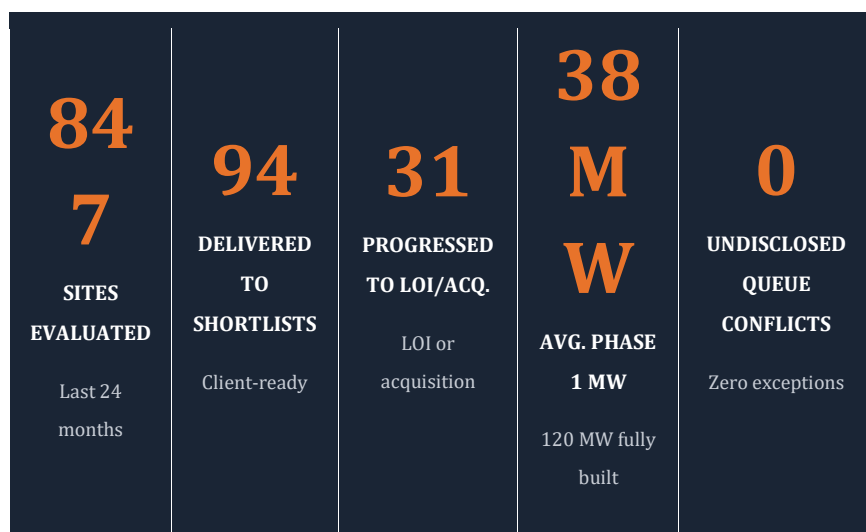 84
7
SITES
EVALUATED
Last 24
months
94
DELIVERED
TO
SHORTLISTS
Client-ready
31
PROGRESSED
TO LOI/ACQ.
LOI or
acquisition
38
M
W
AVG. PHASE
1 MW
120 MW fully
built
0
UNDISCLOSED
QUEUE
CONFLICTS
Zero exceptions